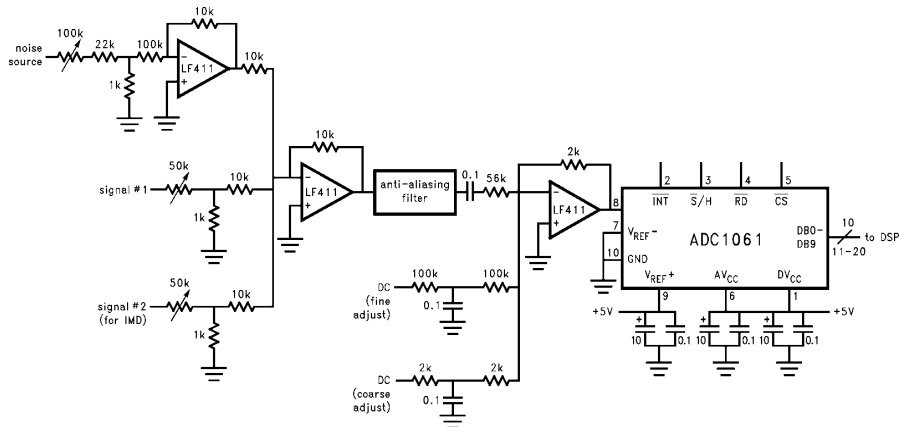 noise
source
100k
22k
100k
1k
10k
−
LF411
+
10k
signal #1
50k
10k
1k
signal #2
(for IMD)
50k
10k
1k
10k
−
LF411
+
anti-aliasing
filter
0.1
56k
2k
−
LF411
+
DC
(fine
adjust)
100k
100k
0.1
DC
(coarse
adjust)
2k
2k
0.1
2
3
4
5
INT
S/H
RD
CS
8
7
VREF−
10
GND
ADC1061
DB0−
DB9
10
11−20
to DSP
VREF+
AVCC
DVCC
9
6
1
+5V
+5V
+
10
0.1
+
10
0.1
+
10
0.1